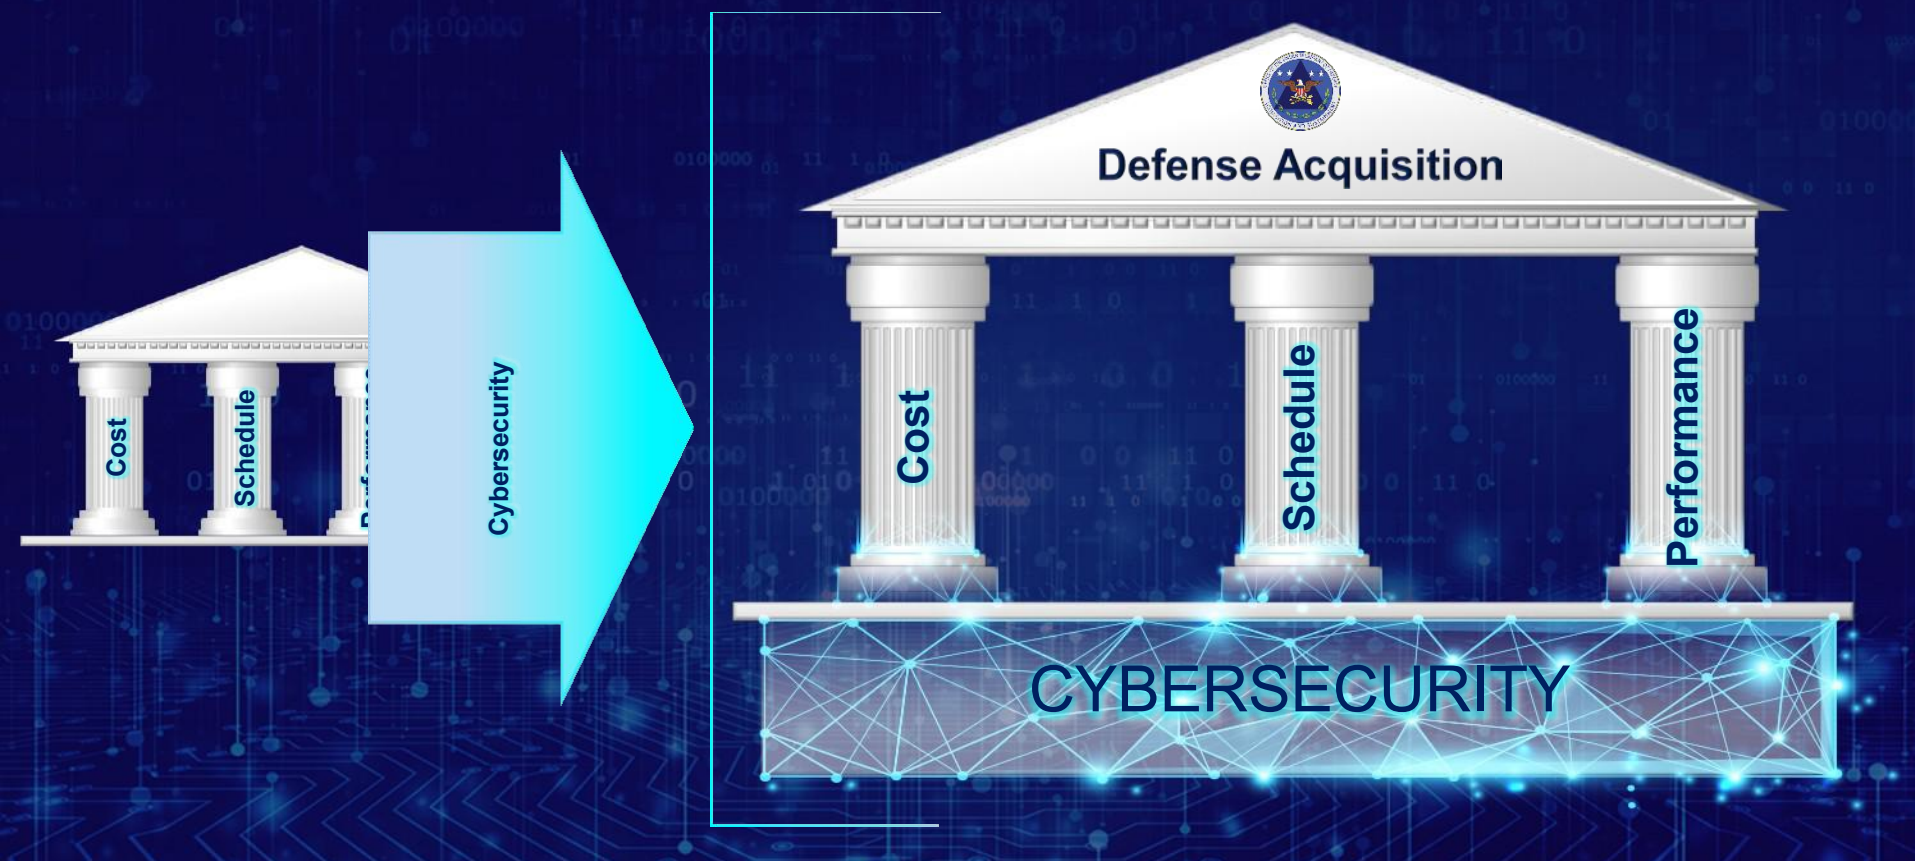 Cost
Schedule
Cybersecurity
Defense Acquisition
Cost
Schedule
Performance
CYBERSECURITY